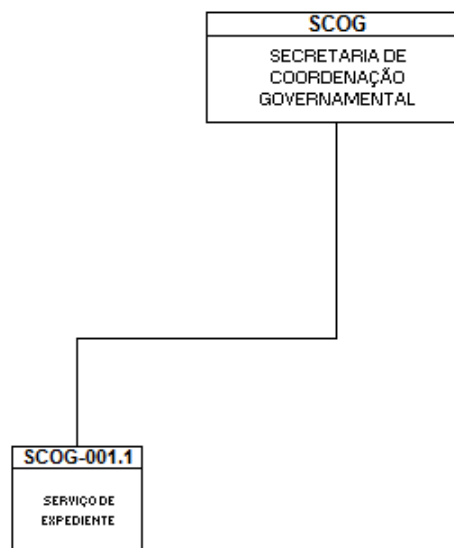 SCOG
SECRETARIA DE
COORDENAÇÃO
GOVERNAMENTAL
SCOG-001.1
SERVIÇO DE
EXPEDIENTE